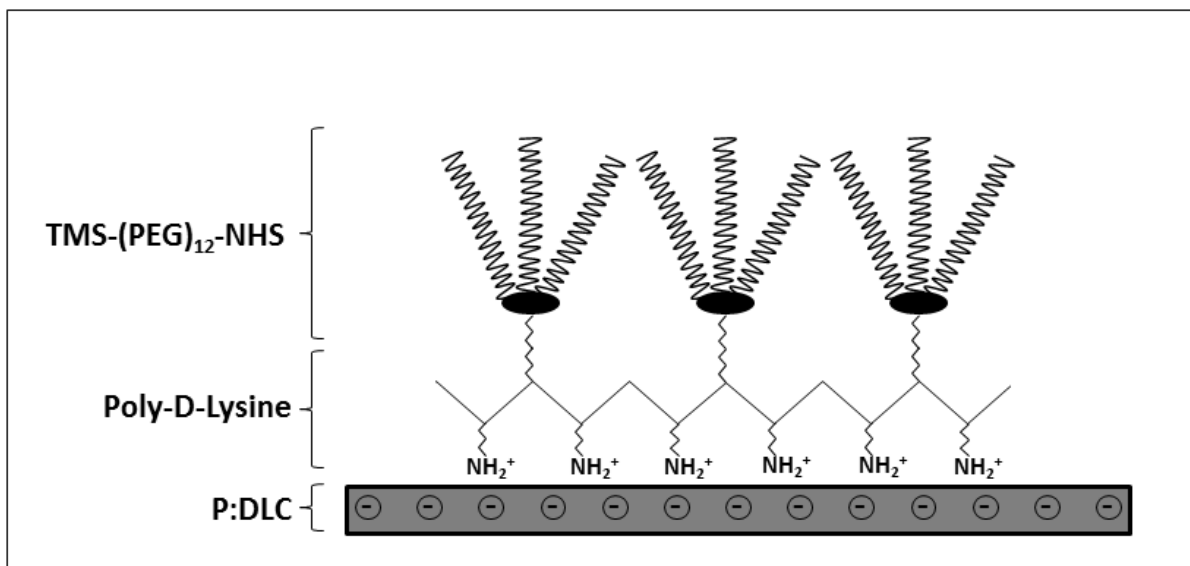 TMS-(PEG)₁₂-NHS
Poly-D-Lysine
NH₂⁺ NH₂⁺ NH₂⁺ NH₂⁺ NH₂⁺ NH₂⁺
P:DLC
- - - - - - - - - - - - -